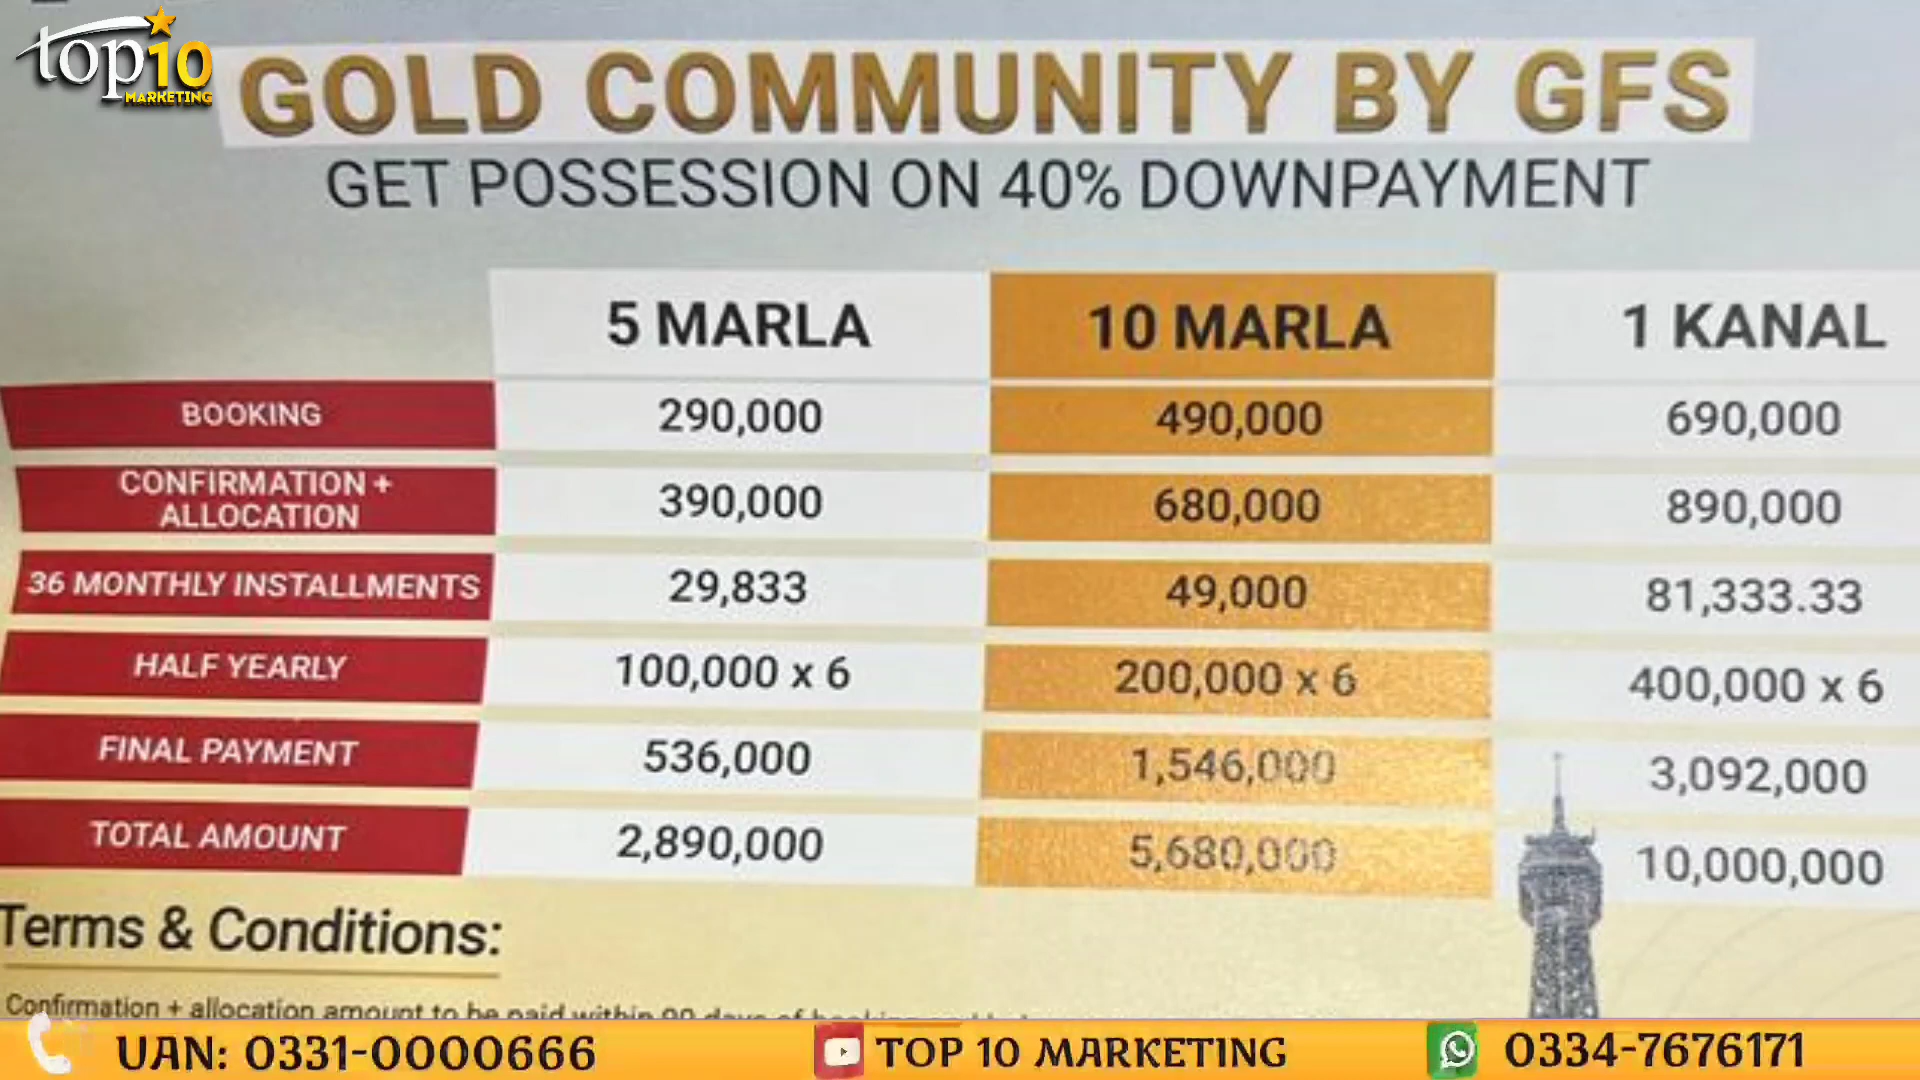 top10
MARKETING
GOLD COMMUNITY BY GFS
GET POSSESSION ON 40% DOWNPAYMENT
5 MARLA 10 MARLA 1 KANAL
BOOKING 290,000 490,000 690,000
CONFIRMATION +
ALLOCATION 390,000 680,000 890,000
36 MONTHLY INSTALLMENTS 29,833 49,000 81,333.33
HALF YEARLY 100,000 x 6 200,000 x 6 400,000 x 6
FINAL PAYMENT 536,000 1,546,000 3,092,000
TOTAL AMOUNT 2,890,000 5,680,000 10,000,000
Terms & Conditions:
Confirmation + allocation amount to be paid within 90 days of
UAN: 0331-0000666 TOP 10 MARKETING 0334-7676171